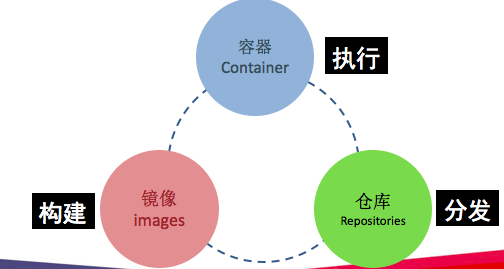 容器
Container
执行
镜像
images
构建
仓库
Repositories
分发